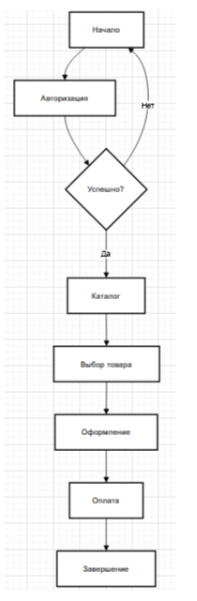 Начало
Авторизация
Нет
Успешно?
Да
Каталог
Выбор товара
Оформление
Оплата
Завершение